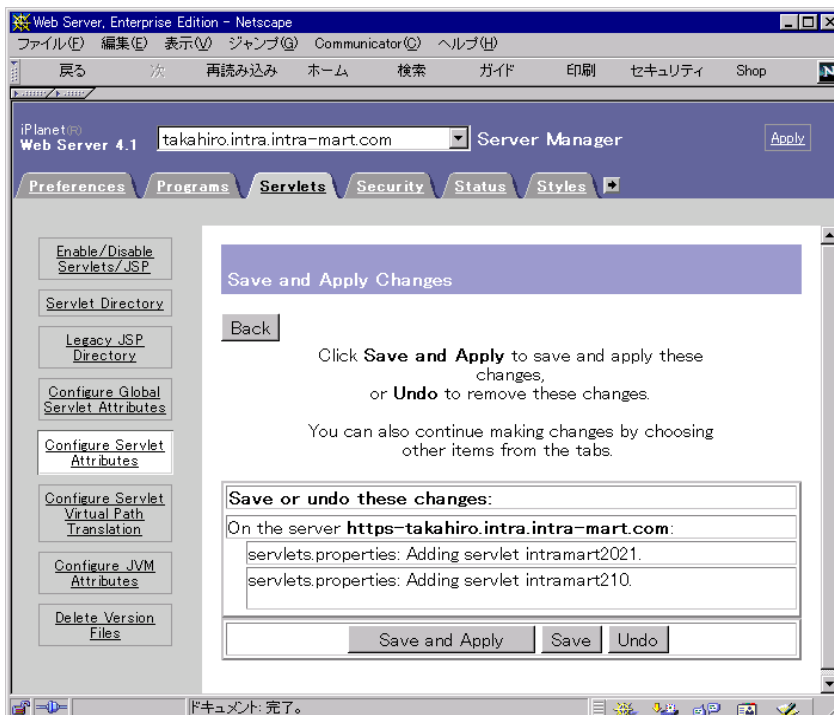 Web Server, Enterprise Edition - Netscape
ファイル(F) 編集(E) 表示(V) ジャンプ(G) Communicator(C) ヘルプ(H)
戻る 次 再読み込み ホーム 検索 ガイド 印刷 セキュリティ Shop N
iPlanet(R)
Web Server 4.1 takahiro.intra.intra-mart.com Server Manager Apply
Preferences Programs Servlets Security Status Styles
Enable/Disable
Servlets/JSP
Servlet Directory
Legacy JSP
Directory
Configure Global
Servlet Attributes
Configure Servlet
Attributes
Configure Servlet
Virtual Path
Translation
Configure JVM
Attributes
Delete Version
Files
Save and Apply Changes
Back
Click Save and Apply to save and apply these
changes,
or Undo to remove these changes.
You can also continue making changes by choosing
other items from the tabs.
Save or undo these changes:
On the server https-takahiro.intra.intra-mart.com:
servlets.properties: Adding servlet intramart2021.
servlets.properties: Adding servlet intramart210.
Save and Apply Save Undo
ドキュメント: 完了。